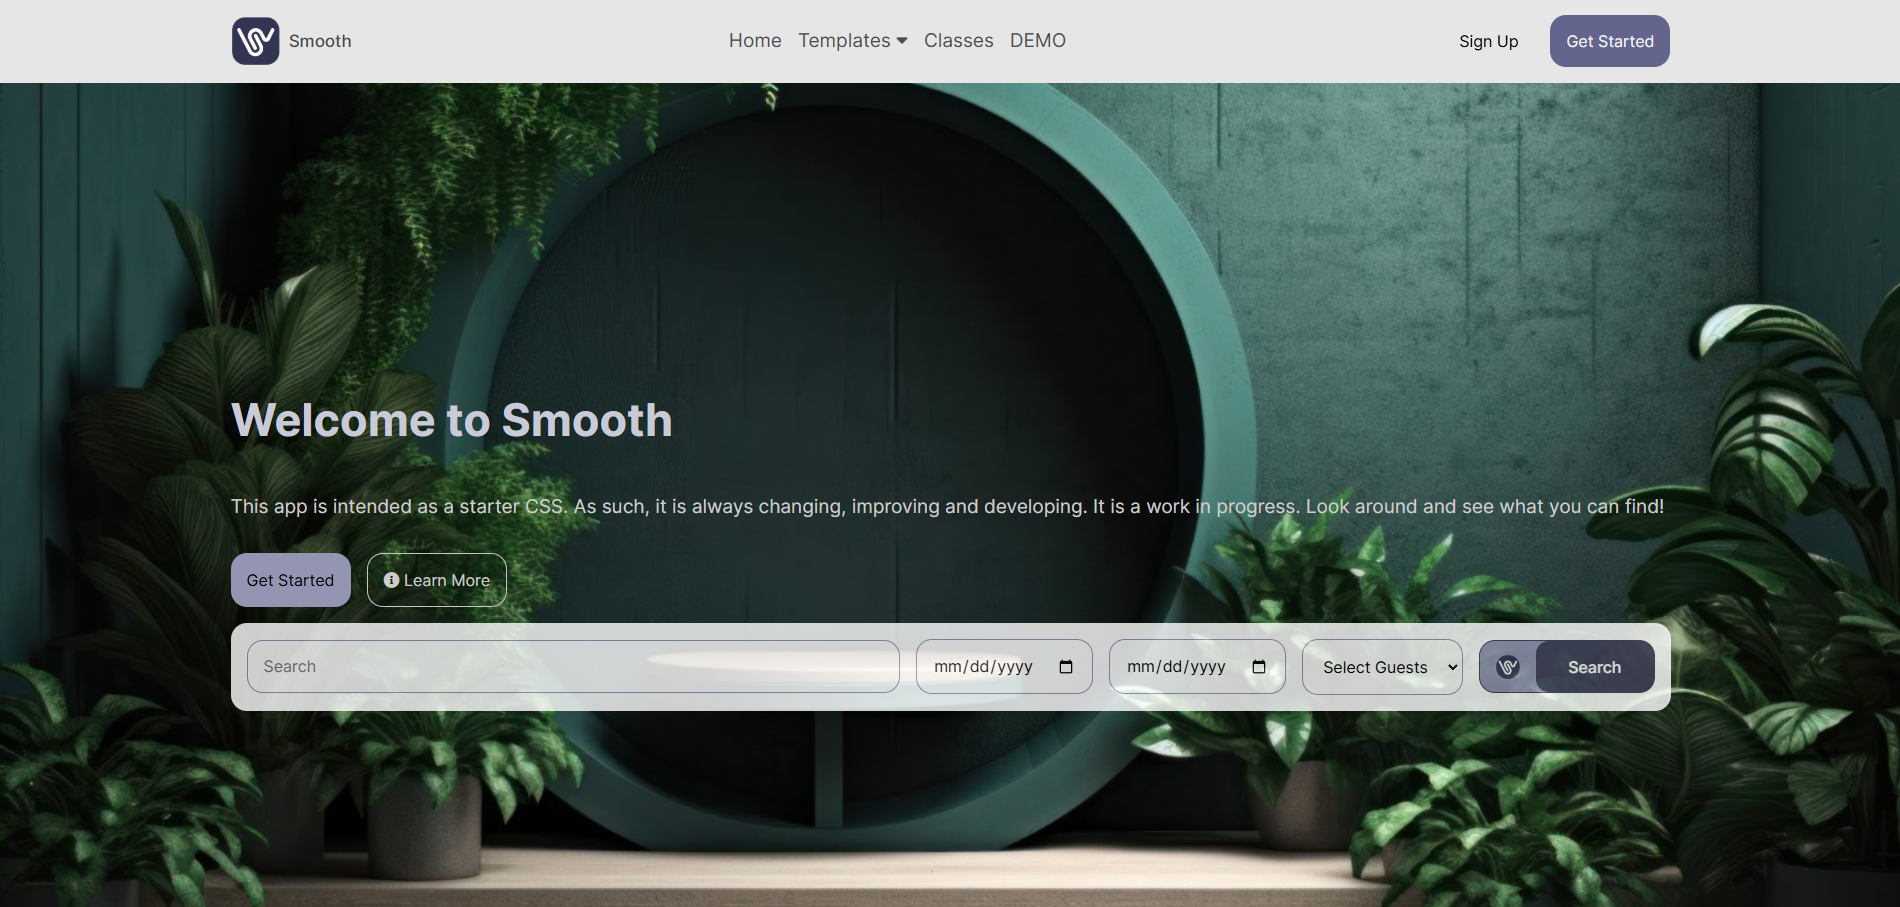 Smooth
Home Templates Classes DEMO
Sign Up
Get Started
Welcome to Smooth
This app is intended as a starter CSS. As such, it is always changing, improving and developing. It is a work in progress. Look around and see what you can find!
Get Started
Learn More
Search
mm/dd/yyyy
mm/dd/yyyy
Select Guests
Search